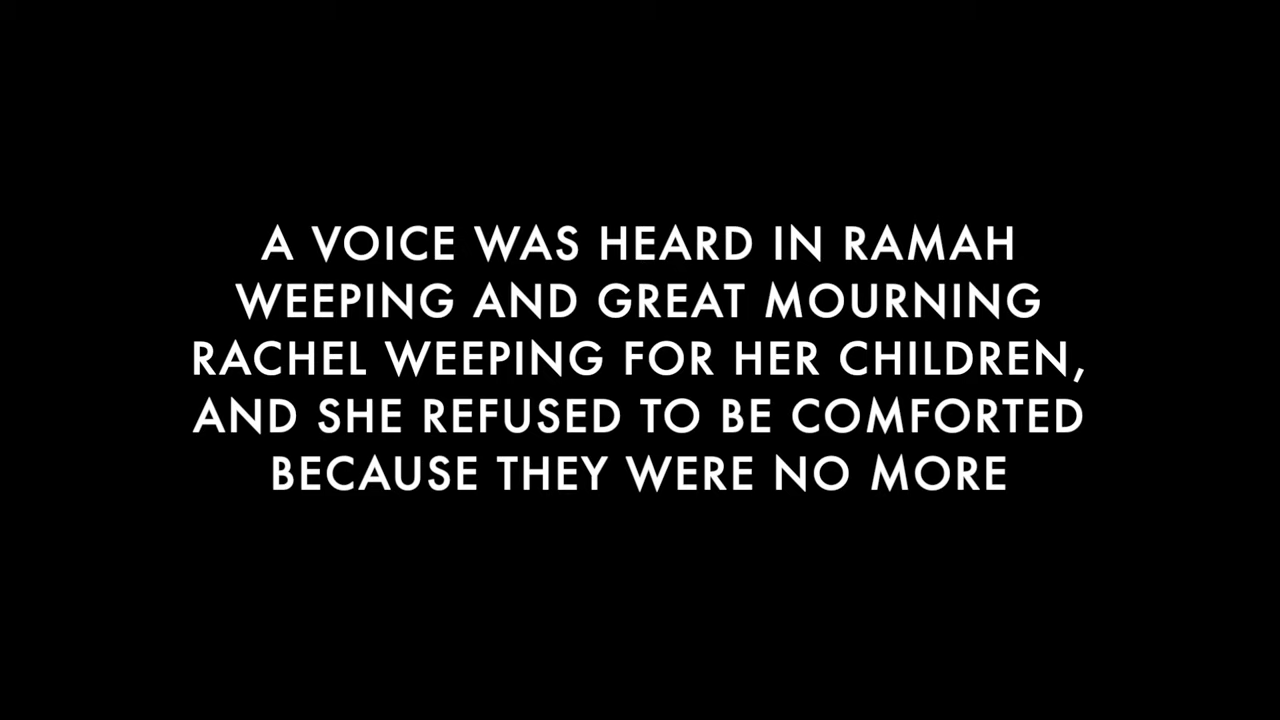 A VOICE WAS HEARD IN RAMAH
WEEPING AND GREAT MOURNING
RACHEL WEEPING FOR HER CHILDREN,
AND SHE REFUSED TO BE COMFORTED
BECAUSE THEY WERE NO MORE